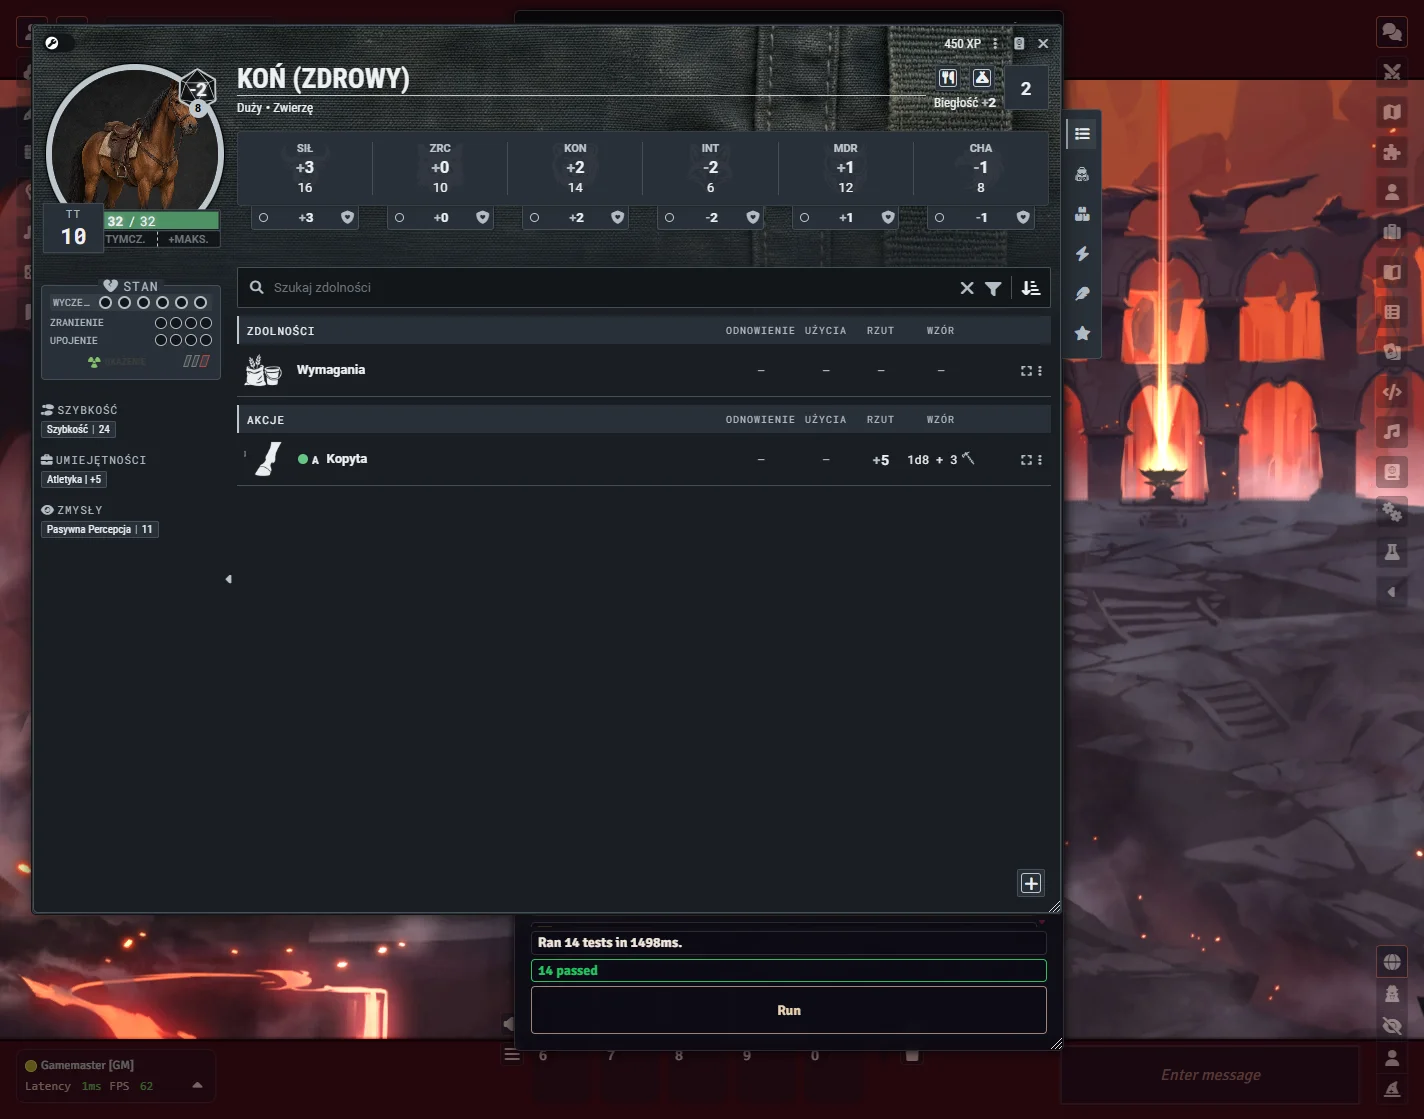 450 XP
KOŃ (ZDROWY)
-2
8
Duży • Zwierzę
Biegłość +2
2
SIŁ
+3
16
+3
ZRC
+0
10
+0
KON
+2
14
+2
INT
-2
6
-2
MDR
+1
12
+1
CHA
-1
8
-1
TT
10
32 / 32
TYMCZ.
+MAKS.
STAN
WYCZE...
ZRANIENIE
UPOJENIE
SZYBKOŚĆ
Szybkość | 24
UMIEJĘTNOŚCI
Atletyka | +5
ZMYSŁY
Pasywna Percepcja | 11
Szukaj zdolności
ZDOLNOŚCI ODNOWIENIE UŻYCIA RZUT WZÓR
Wymagania – – – –
AKCJE ODNOWIENIE UŻYCIA RZUT WZÓR
A Kopyta – – +5 1d8 + 3
Ran 14 tests in 1498ms.
14 passed
Run
6 7 8 9 0
Gamemaster [GM]
Latency 1ms FPS 62
Enter message